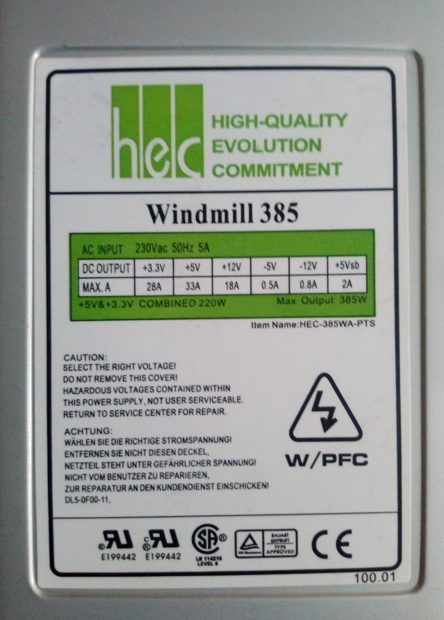 hec
HIGH-QUALITY
EVOLUTION
COMMITMENT
Windmill 385
AC INPUT 230Vac 50Hz 5A
DC OUTPUT +3.3V +5V +12V -5V -12V +5Vsb
MAX. A 28A 33A 18A 0.5A 0.8A 2A
+5V&+3.3V COMBINED 220W Max Output: 385W
Item Name:HEC-385WA-PTS
CAUTION:
SELECT THE RIGHT VOLTAGE!
DO NOT REMOVE THIS COVER!
HAZARDOUS VOLTAGES CONTAINED WITHIN
THIS POWER SUPPLY, NOT USER SERVICEABLE.
RETURN TO SERVICE CENTER FOR REPAIR.
ACHTUNG:
WÄHLEN SIE DIE RICHTIGE STROMSPANNUNG!
ENTFERNEN SIE NICHT DIESEN DECKEL,
NETZTEIL STEHT UNTER GEFÄHRLICHER SPANNUNG!
NICHT VOM BENUTZER ZU REPARIEREN.
ZUR REPARATUR AN DEN KUNDENDIENST EINSCHICKEN!
DL5-0F00-11.
W/PFC
E199442 E199442
LEVEL
BAUART
GEPRÜFT
TYPE
APPROVED
CE
100.01